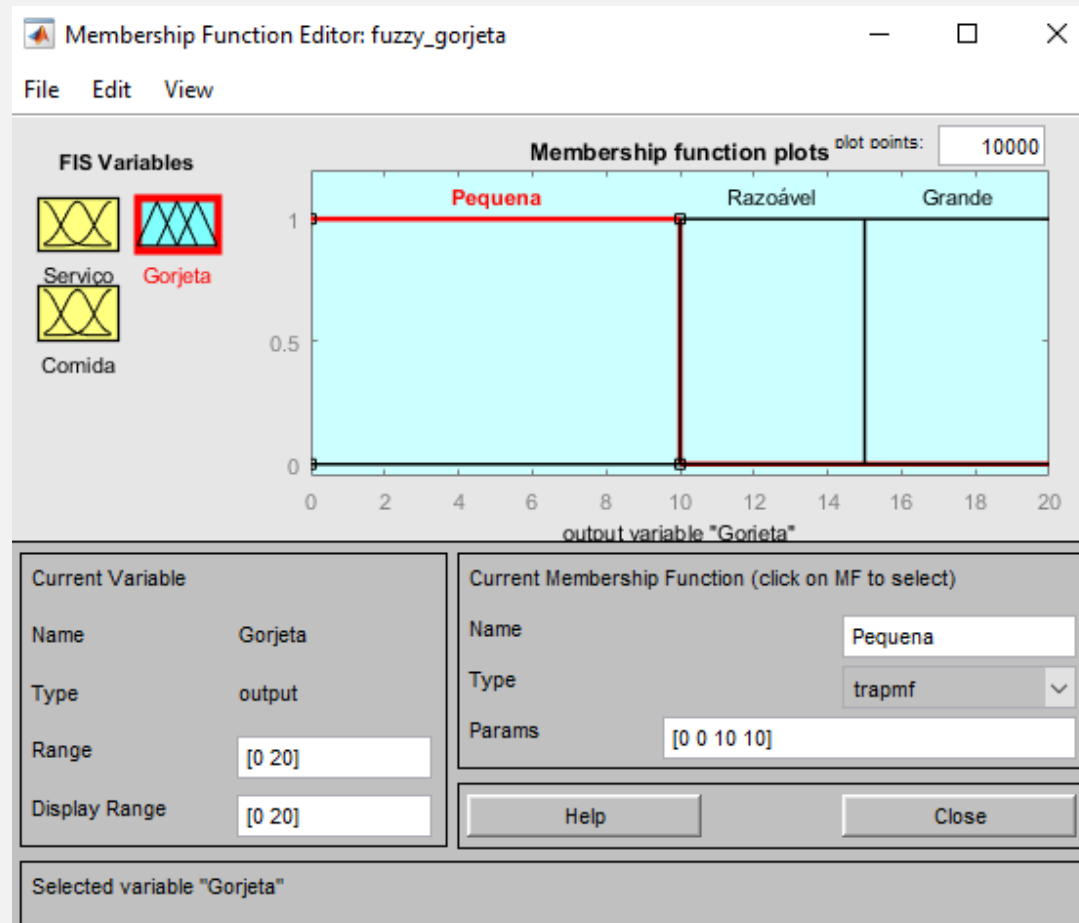 Membership Function Editor: fuzzy_gorjeta
File Edit View
FIS Variables
Serviço
Gorjeta
Comida
Membership function plots
plot points:
10000
Pequena Razoável Grande
1
0.5
0
0 2 4 6 8 10 12 14 16 18 20
output variable "Gorjeta"
Current Variable
Name Gorjeta
Type output
Range [0 20]
Display Range [0 20]
Current Membership Function (click on MF to select)
Name Pequena
Type trapmf
Params [0 0 10 10]
Help Close
Selected variable "Gorjeta"